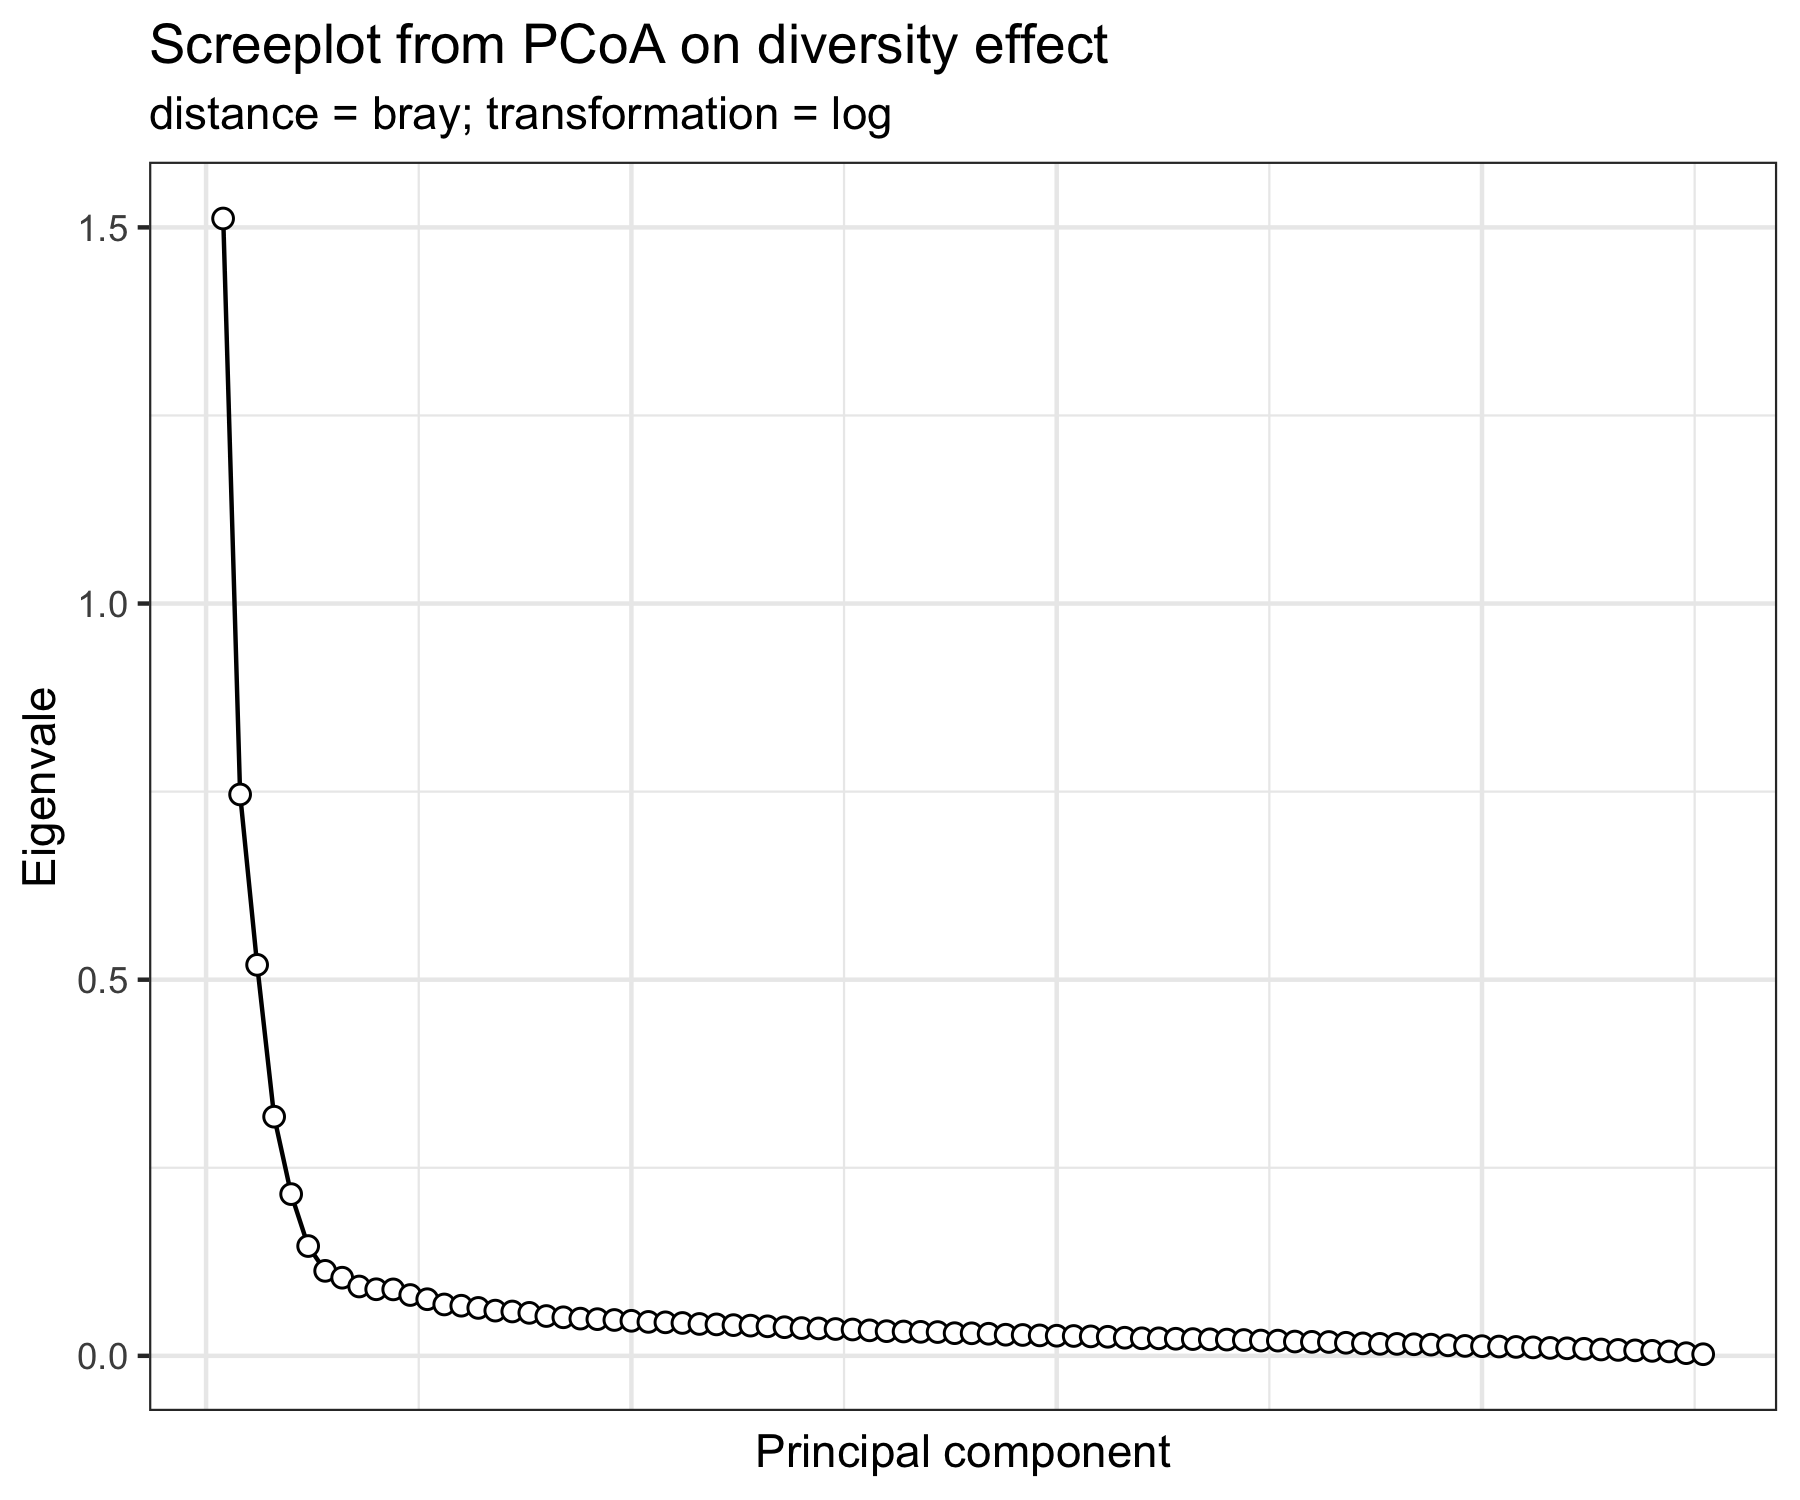 Screeplot from PCoA on diversity effect
distance = bray; transformation = log
1.5
1.0
0.5
0.0
Eigenvale
Principal component